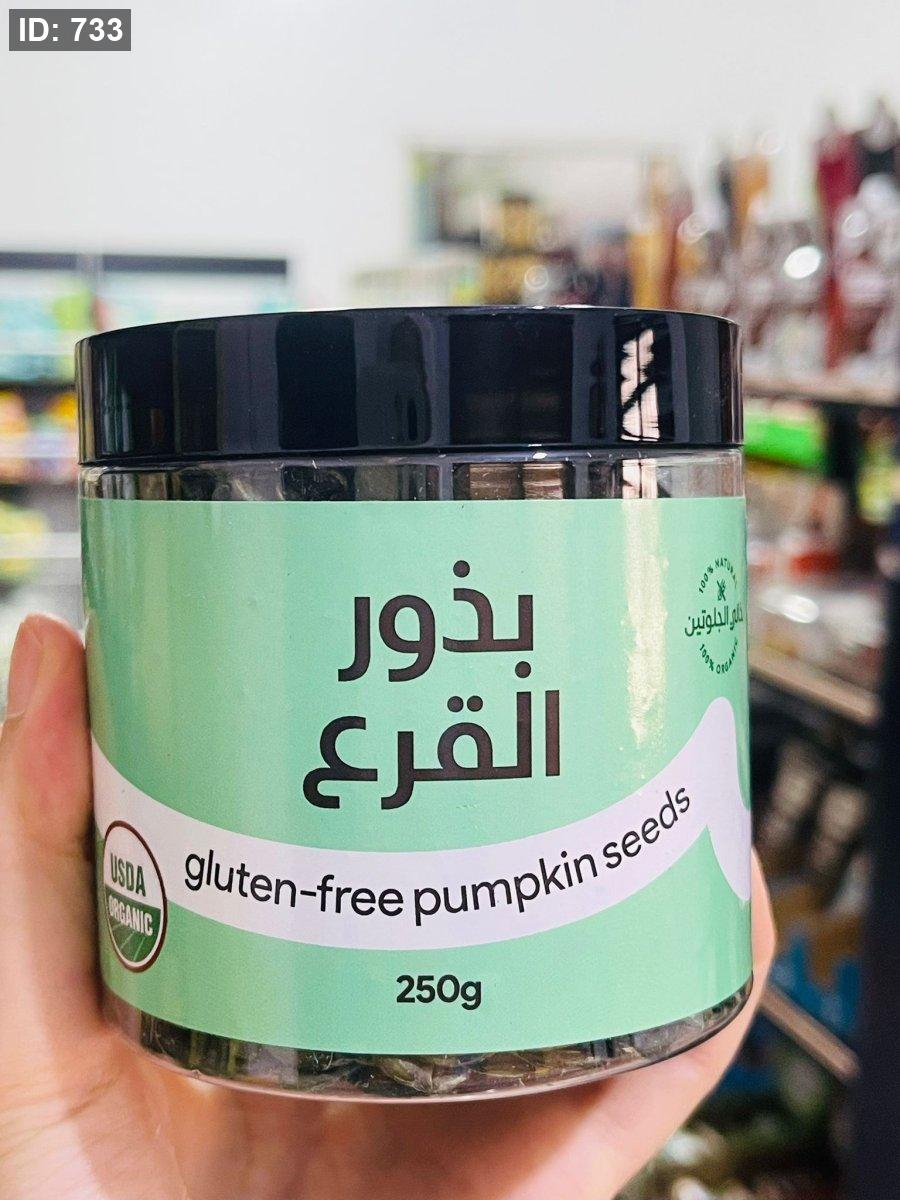 ID: 733
بذور
القرع
100% NATURAL
خالي الجلوتين
100% ORGANIC
gluten-free pumpkin seeds
USDA
ORGANIC
250g